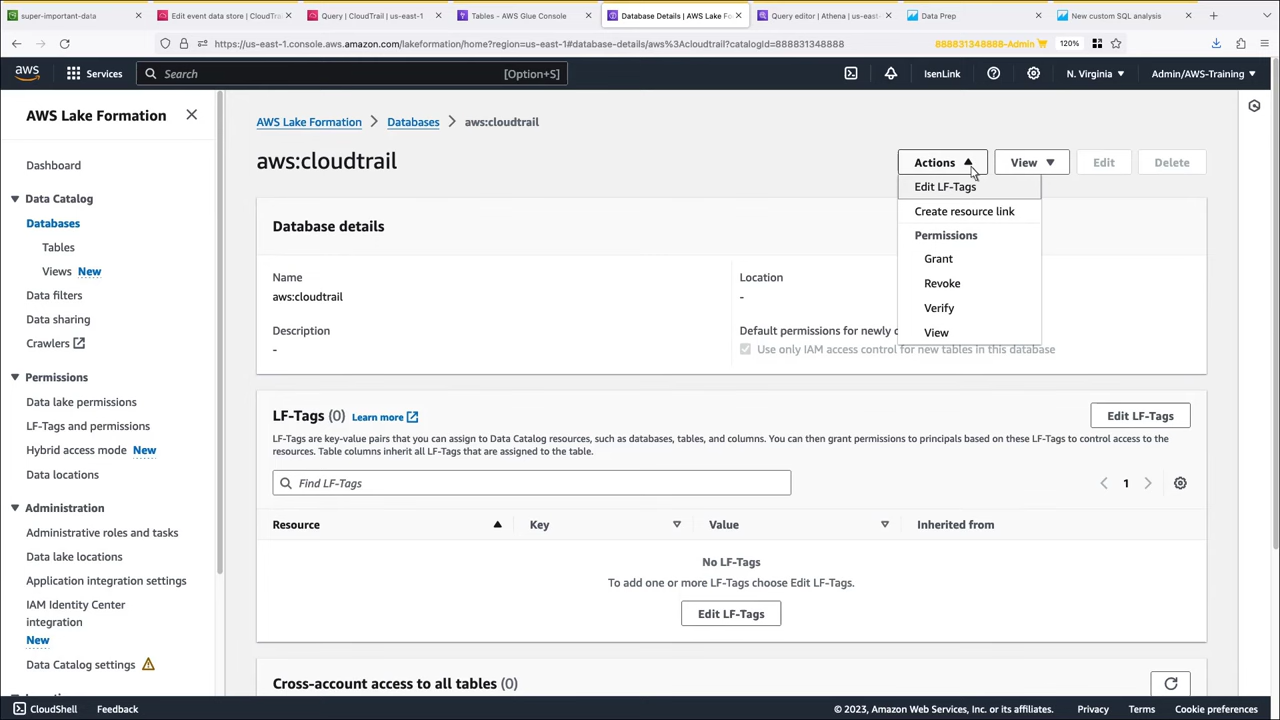 super-important-data
Edit event data store | CloudTrail
Query | CloudTrail | us-east-1
Tables - AWS Glue Console
Database Details | AWS Lake Fo
Query editor | Athena | us-east
Data Prep
New custom SQL analysis
https://us-east-1.console.aws.amazon.com/lakeformation/home?region=us-east-1#database-details/aws%3Acloudtrail?catalogId=888831348888
888831348888-Admin
120%
aws
Services
Search
[Option+S]
IsenLink
N. Virginia
Admin/AWS-Training
AWS Lake Formation
Dashboard
Data Catalog
Databases
Tables
Views New
Data filters
Data sharing
Crawlers
Permissions
Data lake permissions
LF-Tags and permissions
Hybrid access mode New
Data locations
Administration
Administrative roles and tasks
Data lake locations
Application integration settings
IAM Identity Center
integration
New
Data Catalog settings
AWS Lake Formation
Databases
aws:cloudtrail
aws:cloudtrail
Actions
View
Edit
Delete
Edit LF-Tags
Create resource link
Permissions
Grant
Revoke
Verify
View
Database details
Name
aws:cloudtrail
Description
-
Location
-
Default permissions for newly
Use only IAM access control for new tables in this database
LF-Tags (0) Learn more
Edit LF-Tags
LF-Tags are key-value pairs that you can assign to Data Catalog resources, such as databases, tables, and columns. You can then grant permissions to principals based on these LF-Tags to control access to the
resources. Table columns inherit all LF-Tags that are assigned to the table.
Find LF-Tags
1
Resource
Key
Value
Inherited from
No LF-Tags
To add one or more LF-Tags choose Edit LF-Tags.
Edit LF-Tags
Cross-account access to all tables (0)
CloudShell
Feedback
© 2023, Amazon Web Services, Inc. or its affiliates.
Privacy
Terms
Cookie preferences